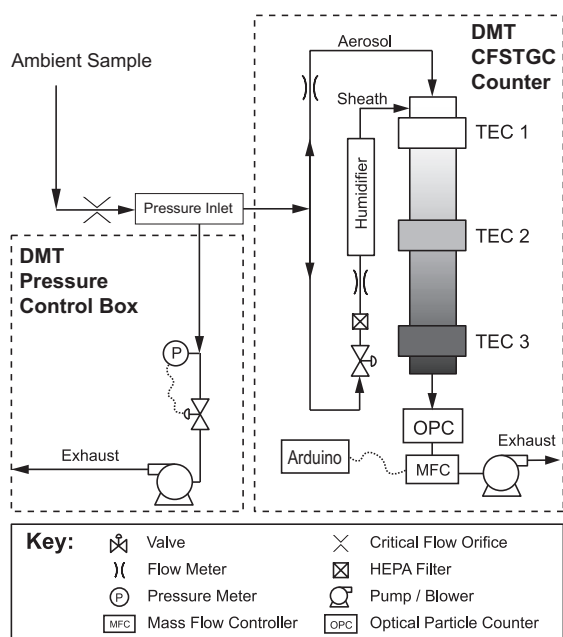 Ambient Sample
Aerosol
DMT
CFSTGC
Counter
Sheath
TEC 1
Humidifier
Pressure Inlet
TEC 2
DMT
Pressure
Control Box
TEC 3
P
OPC
Exhaust
Arduino
MFC
Exhaust
Key:
Valve
Critical Flow Orifice
Flow Meter
HEPA Filter
P Pressure Meter
Pump / Blower
MFC Mass Flow Controller
OPC Optical Particle Counter